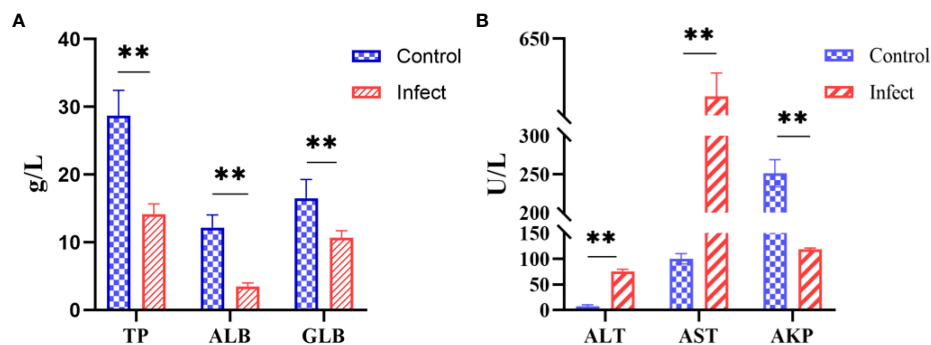 A
g/L
40
30
20
10
0
**
**
**
Control
Infect
TP ALB GLB
B
U/L
650
300
250
200
150
100
50
0
**
**
**
Control
Infect
ALT AST AKP